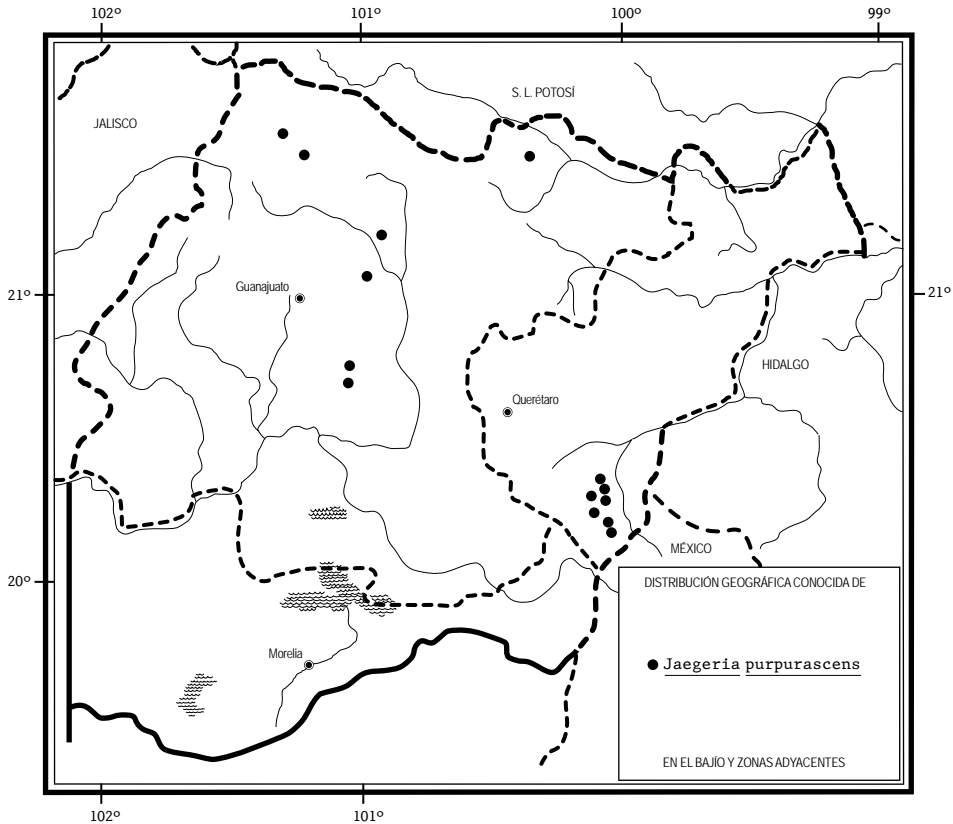 102º 101º 100º 99º
S. L. POTOSÍ
JALISCO
Guanajuato
21º 21º
HIDALGO
Querétaro
MÉXICO
20º
DISTRIBUCIÓN GEOGRÁFICA CONOCIDA DE
Morelia
Jaegeria purpurascens
EN EL BAJÍO Y ZONAS ADYACENTES
102º 101º